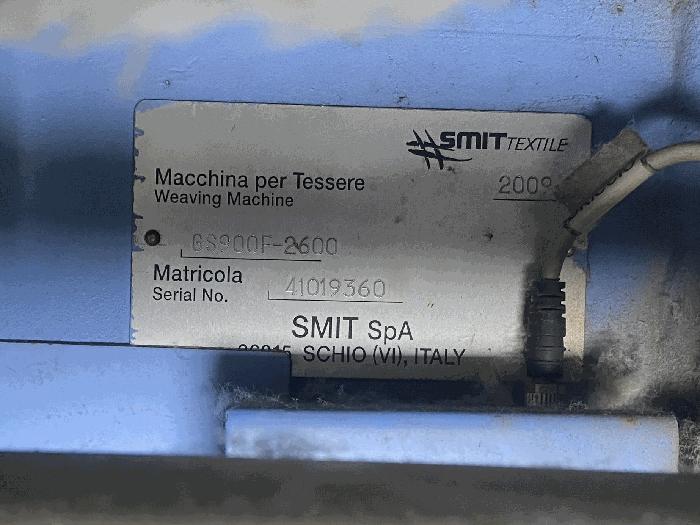 SMIT TEXTILE
Macchina per Tessere
Weaving Machine
GS900F-2600
Matricola
Serial No.
41019360
SMIT SpA
SCHIO (VI), ITALY